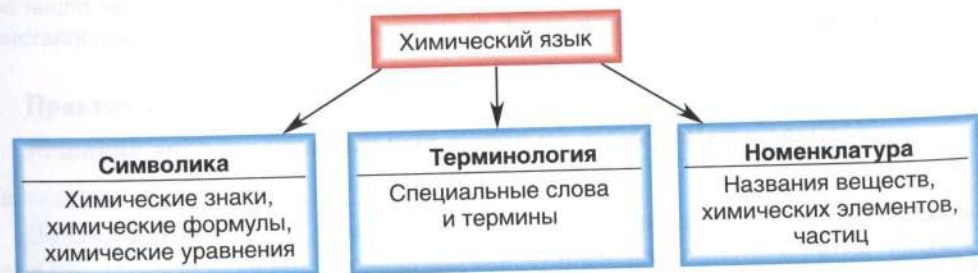 Химический язык
Символика
Химические знаки,
химические формулы,
химические уравнения
Терминология
Специальные слова
и термины
Номенклатура
Названия веществ,
химических элементов,
частиц